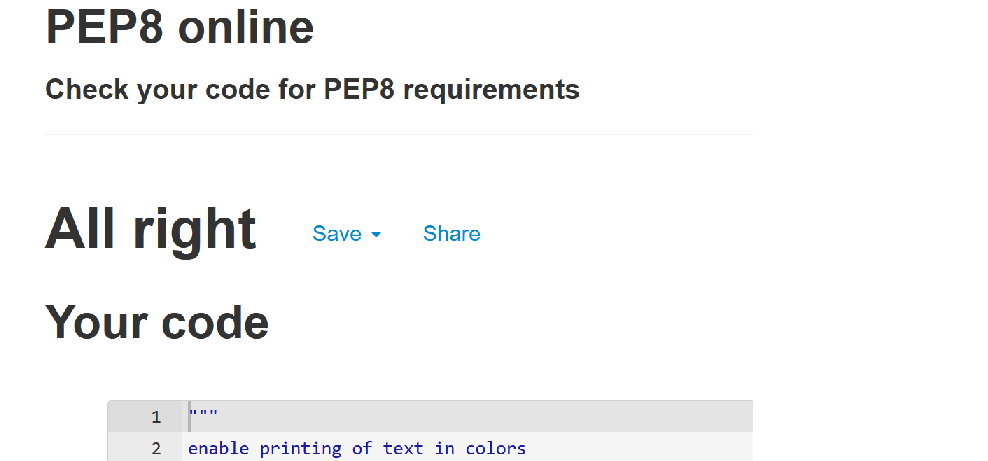 PEP8 online
Check your code for PEP8 requirements
All right Save Share
Your code
1 """
2 enable printing of text in colors